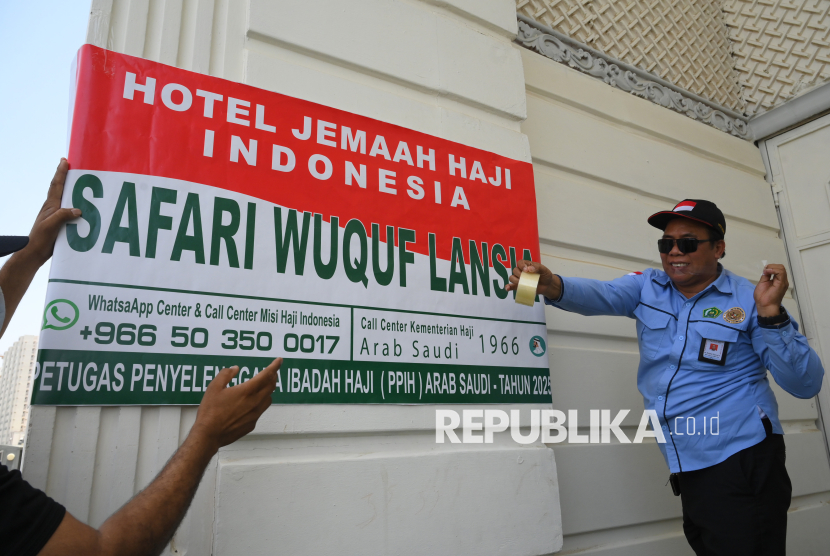 HOTEL JEMAAH HAJI
INDONESIA
SAFARI WUQUF LANSIA
WhatsApp Center & Call Center Misi Haji Indonesia
+966 50 350 0017
Call Center Kementerian Haji
Arab Saudi 1966
PETUGAS PENYELENGGARA IBADAH HAJI ( PPIH ) ARAB SAUDI - TAHUN 2025
REPUBLIKA.co.id